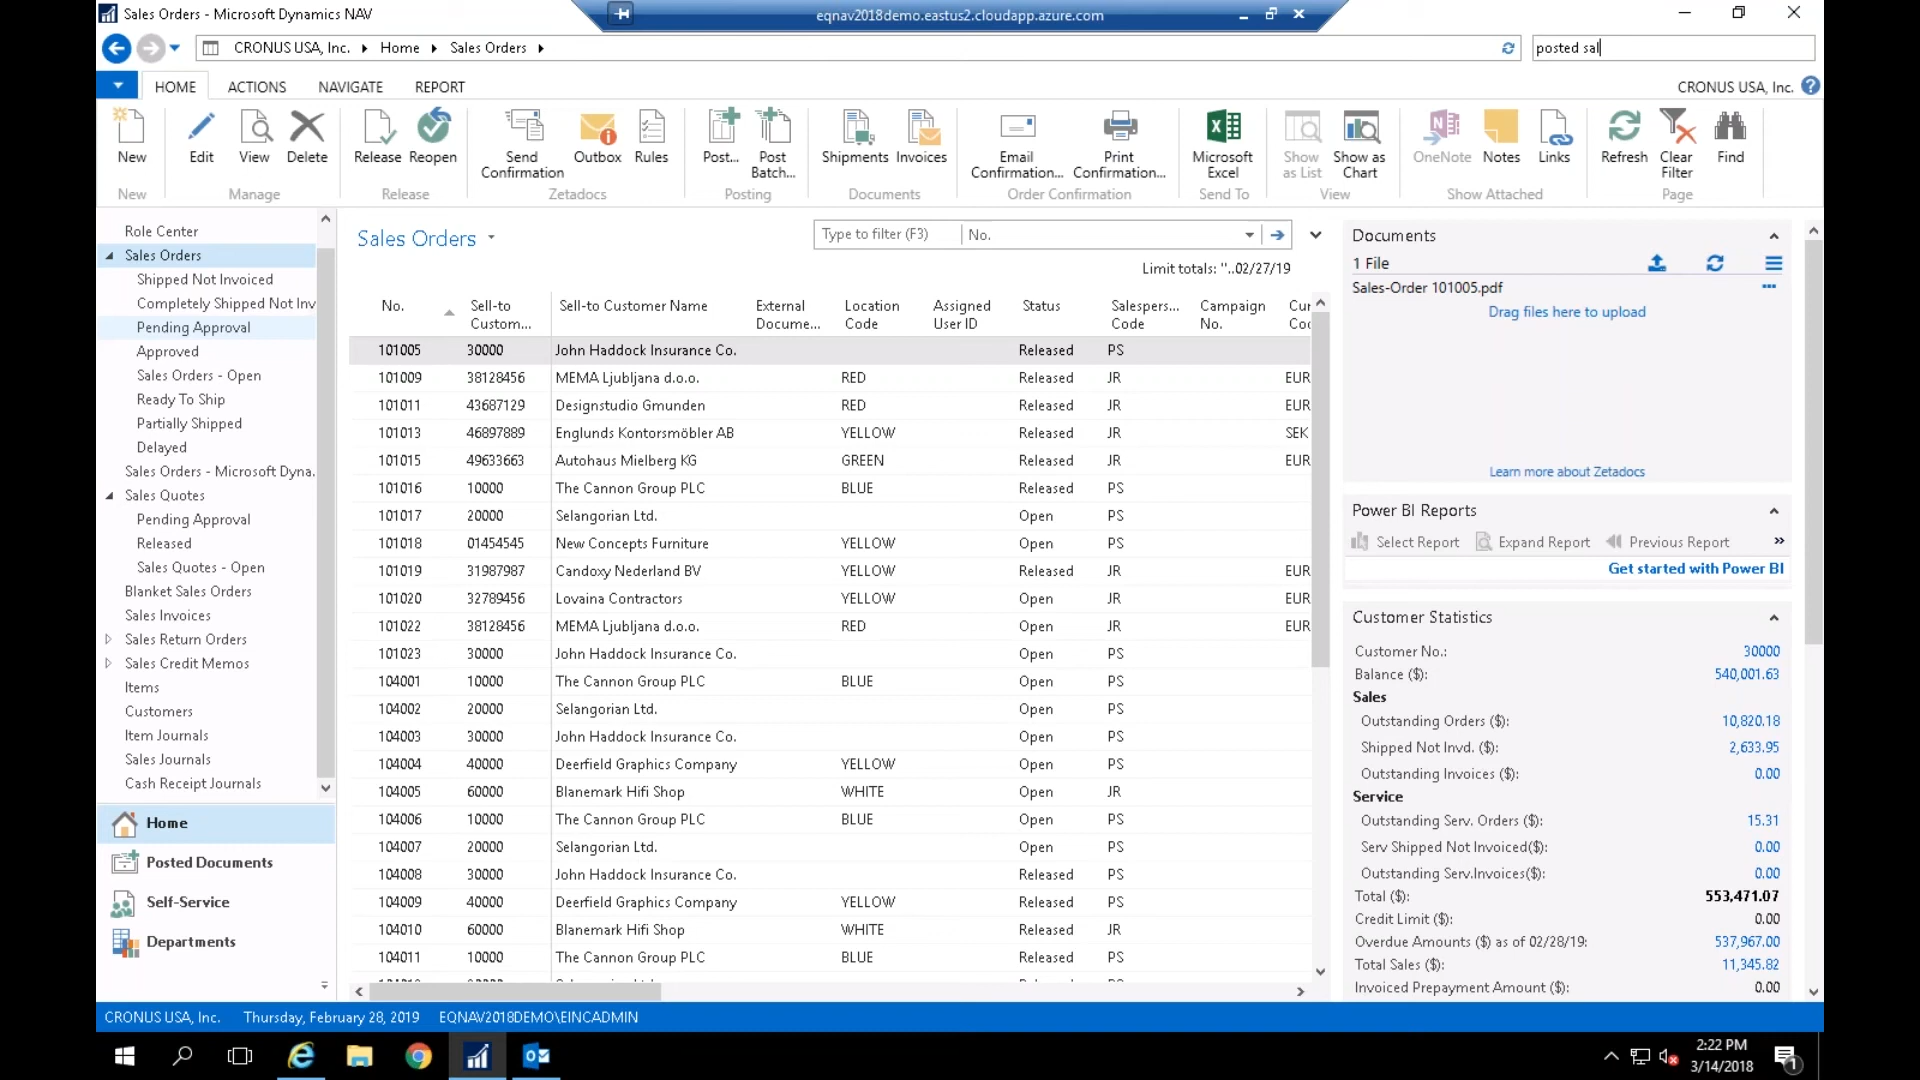 Sales Orders - Microsoft Dynamics NAV
eqnav2018demo.eastus2.cloudapp.azure.com
CRONUS USA, Inc. Home Sales Orders
posted sal
HOME ACTIONS NAVIGATE REPORT
CRONUS USA, Inc.
New Edit View Delete Release Reopen Send Confirmation Outbox Rules Post... Post Batch... Shipments Invoices Email Confirmation... Print Confirmation... Microsoft Excel Show as List Show as Chart OneNote Notes Links Refresh Clear Filter Find
New Manage Release Zetadocs Posting Documents Order Confirmation Send To View Show Attached Page
Role Center
Sales Orders
Shipped Not Invoiced
Completely Shipped Not Inv
Pending Approval
Approved
Sales Orders - Open
Ready To Ship
Partially Shipped
Delayed
Sales Orders - Microsoft Dyna.
Sales Quotes
Pending Approval
Released
Sales Quotes - Open
Blanket Sales Orders
Sales Invoices
Sales Return Orders
Sales Credit Memos
Items
Customers
Item Journals
Sales Journals
Cash Receipt Journals
Home
Posted Documents
Self-Service
Departments
Sales Orders
Type to filter (F3) No.
Limit totals: ''..02/27/19
No. Sell-to Custom... Sell-to Customer Name External Docume... Location Code Assigned User ID Status Salespers... Code Campaign No.
101005 30000 John Haddock Insurance Co. Released PS
101009 38128456 MEMA Ljubljana d.o.o. RED Released JR EUR
101011 43687129 Designstudio Gmunden RED Released JR EUR
101013 46897889 Englunds Kontorsmöbler AB YELLOW Released JR SEK
101015 49633663 Autohaus Mielberg KG GREEN Released JR EUR
101016 10000 The Cannon Group PLC BLUE Released PS
101017 20000 Selangorian Ltd. Open PS
101018 01454545 New Concepts Furniture YELLOW Open PS
101019 31987987 Candoxy Nederland BV YELLOW Released JR EUR
101020 32789456 Lovaina Contractors YELLOW Open JR EUR
101022 38128456 MEMA Ljubljana d.o.o. RED Open JR EUR
101023 30000 John Haddock Insurance Co. Open PS
104001 10000 The Cannon Group PLC BLUE Open PS
104002 20000 Selangorian Ltd. Open PS
104003 30000 John Haddock Insurance Co. Open PS
104004 40000 Deerfield Graphics Company YELLOW Open PS
104005 60000 Blanemark Hifi Shop WHITE Open JR
104006 10000 The Cannon Group PLC BLUE Open PS
104007 20000 Selangorian Ltd. Open PS
104008 30000 John Haddock Insurance Co. Released PS
104009 40000 Deerfield Graphics Company YELLOW Released PS
104010 60000 Blanemark Hifi Shop WHITE Released JR
104011 10000 The Cannon Group PLC BLUE Released PS
Documents
1 File
Sales-Order 101005.pdf
Drag files here to upload
Learn more about Zetadocs
Power BI Reports
Select Report Expand Report Previous Report
Get started with Power BI
Customer Statistics
Customer No.: 30000
Balance ($): 540,001.63
Sales
Outstanding Orders ($): 10,820.18
Shipped Not Invd. ($): 2,633.95
Outstanding Invoices ($): 0.00
Service
Outstanding Serv. Orders ($): 15.31
Serv Shipped Not Invoiced($): 0.00
Outstanding Serv.Invoices($): 0.00
Total ($): 553,471.07
Credit Limit ($): 0.00
Overdue Amounts ($) as of 02/28/19: 537,967.00
Total Sales ($): 11,345.82
Invoiced Prepayment Amount ($): 0.00
CRONUS USA, Inc. Thursday, February 28, 2019 EQNAV2018DEMO\EINCADMIN
2:22 PM
3/14/2018
1